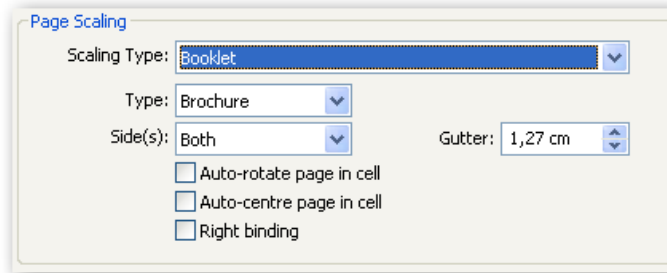 Page Scaling
Scaling Type: Booklet
Type: Brochure
Side(s): Both Gutter: 1,27 cm
Auto-rotate page in cell
Auto-centre page in cell
Right binding